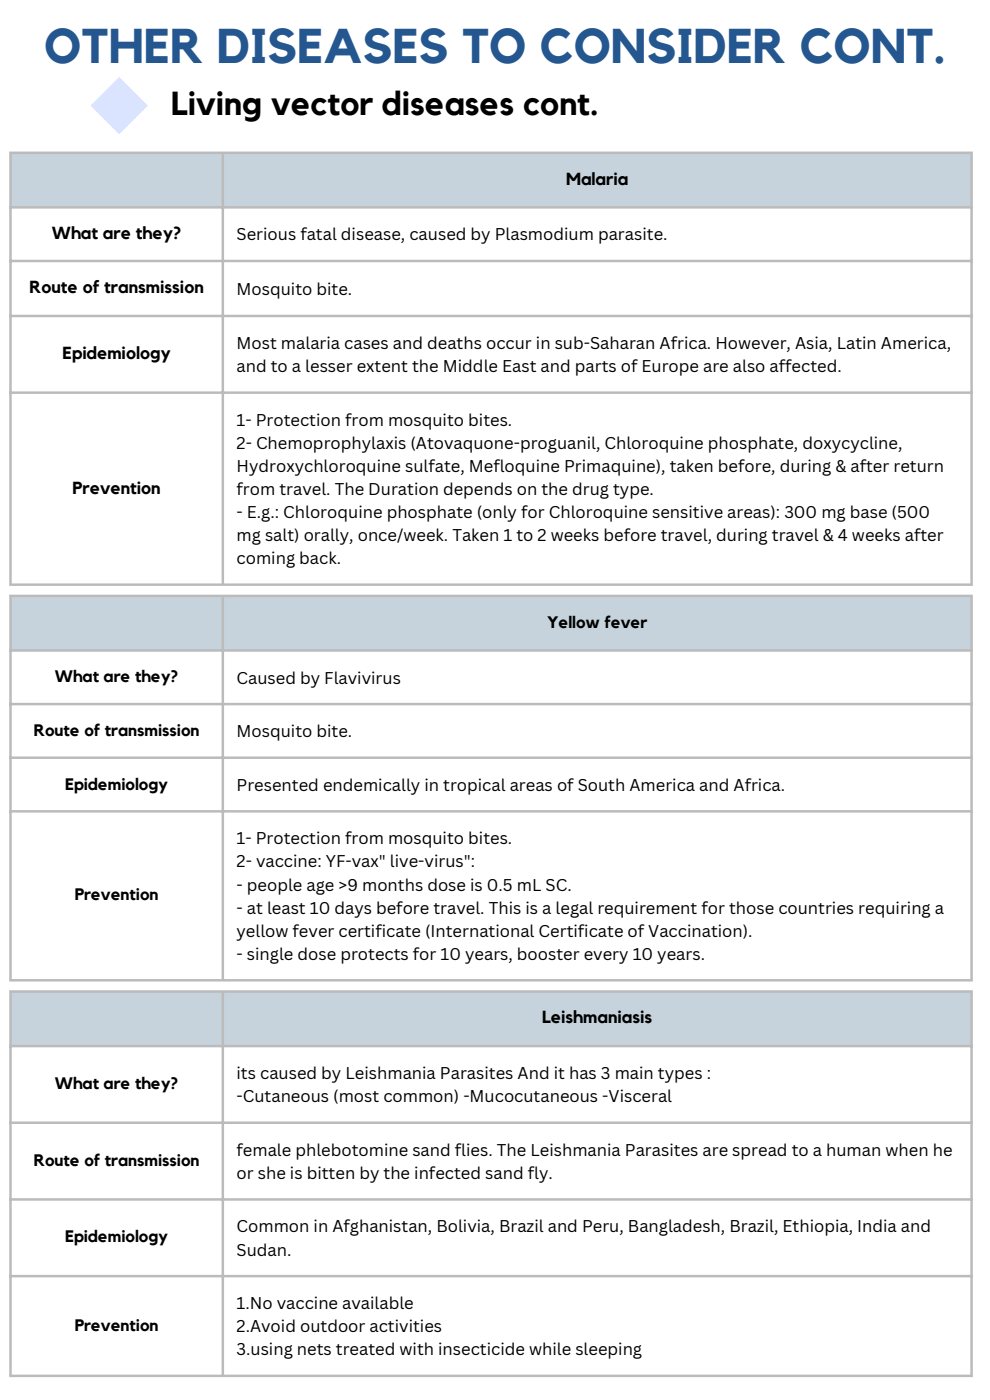 OTHER DISEASES TO CONSIDER CONT.
Living vector diseases cont.
Malaria
What are they?
Serious fatal disease, caused by Plasmodium parasite.
Route of transmission
Mosquito bite.
Epidemiology
Most malaria cases and deaths occur in sub-Saharan Africa. However, Asia, Latin America,
and to a lesser extent the Middle East and parts of Europe are also affected.
Prevention
1- Protection from mosquito bites.
2- Chemoprophylaxis (Atovaquone-proguanil, Chloroquine phosphate, doxycycline,
Hydroxychloroquine sulfate, Mefloquine Primaquine), taken before, during & after return
from travel. The Duration depends on the drug type.
- E.g.: Chloroquine phosphate (only for Chloroquine sensitive areas): 300 mg base (500
mg salt) orally, once/week. Taken 1 to 2 weeks before travel, during travel & 4 weeks after
coming back.
Yellow fever
What are they?
Caused by Flavivirus
Route of transmission
Mosquito bite.
Epidemiology
Presented endemically in tropical areas of South America and Africa.
Prevention
1- Protection from mosquito bites.
2- vaccine: YF-vax" live-virus":
- people age >9 months dose is 0.5 mL SC.
- at least 10 days before travel. This is a legal requirement for those countries requiring a
yellow fever certificate (International Certificate of Vaccination).
- single dose protects for 10 years, booster every 10 years.
Leishmaniasis
What are they?
its caused by Leishmania Parasites And it has 3 main types :
-Cutaneous (most common) -Mucocutaneous -Visceral
Route of transmission
female phlebotomine sand flies. The Leishmania Parasites are spread to a human when he
or she is bitten by the infected sand fly.
Epidemiology
Common in Afghanistan, Bolivia, Brazil and Peru, Bangladesh, Brazil, Ethiopia, India and
Sudan.
Prevention
1.No vaccine available
2.Avoid outdoor activities
3.using nets treated with insecticide while sleeping